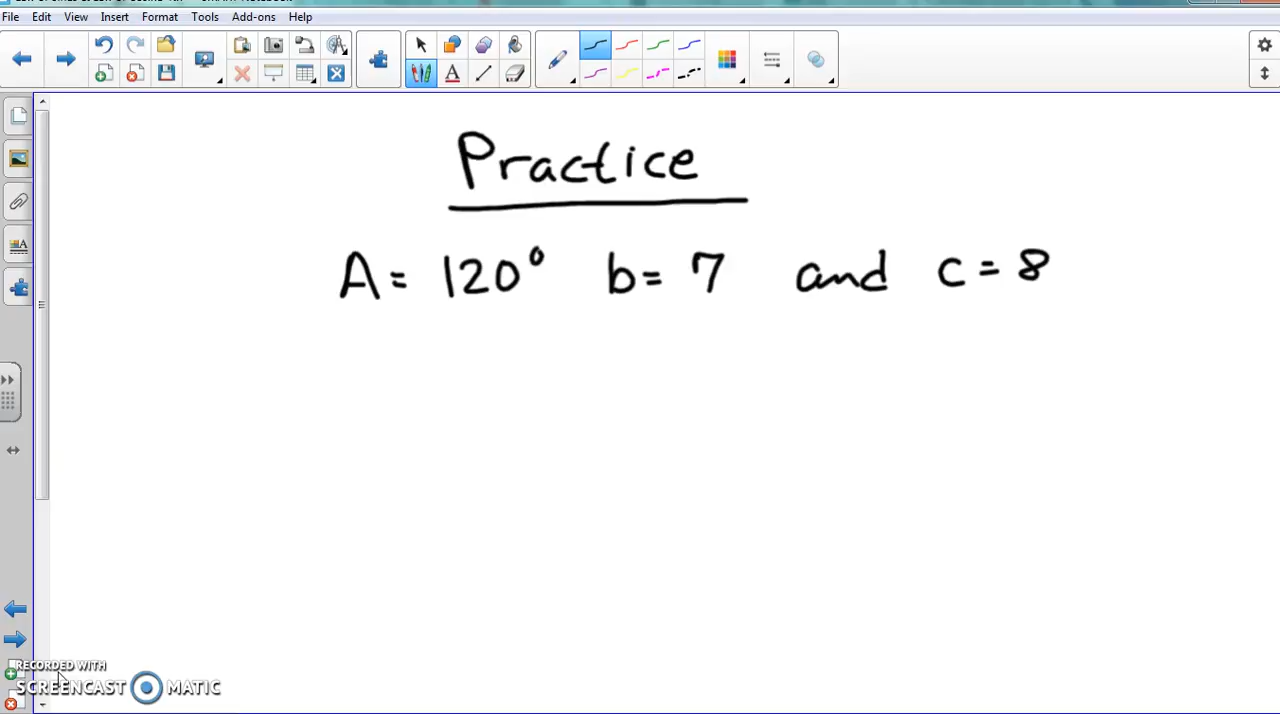 File Edit View Insert Format Tools Add-ons Help
Practice
A = 120° b = 7 and c = 8
RECORDED WITH
SCREENCAST MATIC